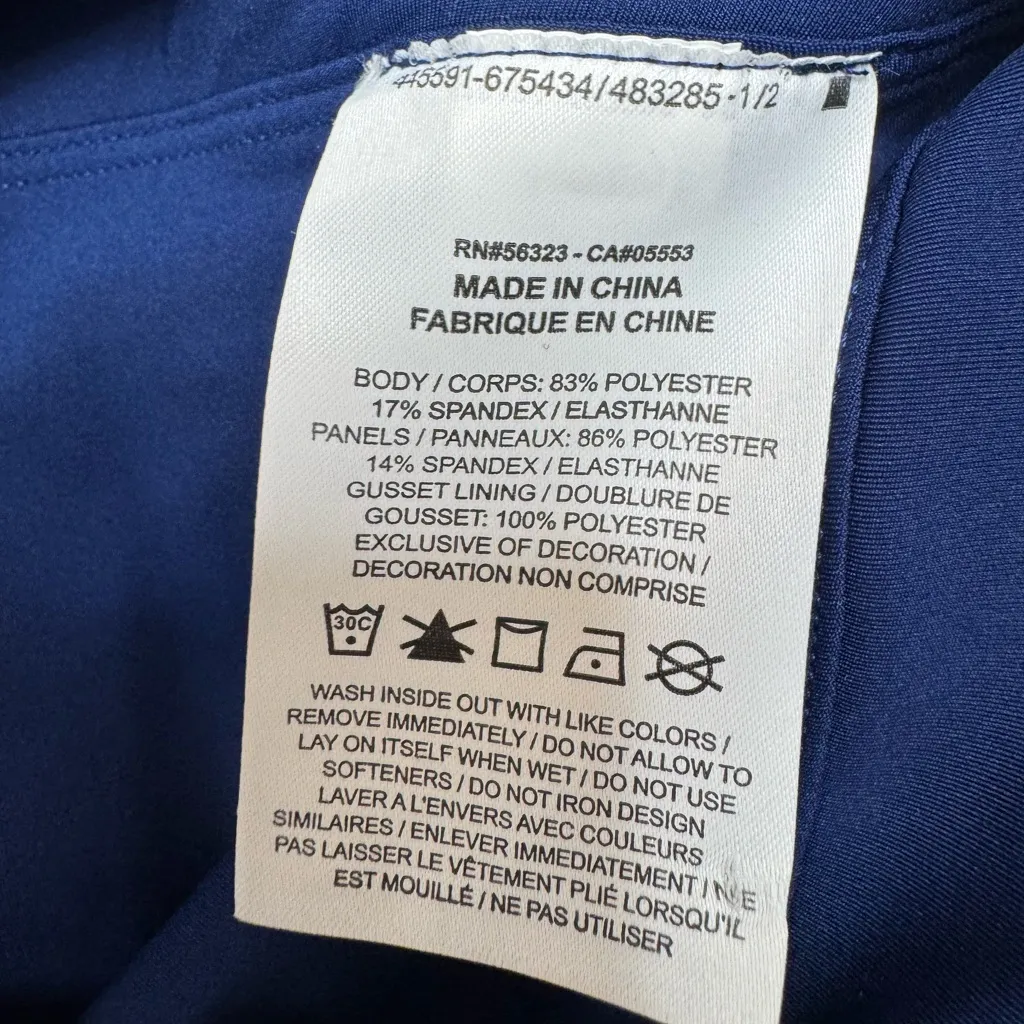 #45591-675434/483285-1/2
RN#56323 - CA#05553
MADE IN CHINA
FABRIQUE EN CHINE
BODY / CORPS: 83% POLYESTER
17% SPANDEX / ELASTHANNE
PANELS / PANNEAUX: 86% POLYESTER
14% SPANDEX / ELASTHANNE
GUSSET LINING / DOUBLURE DE
GOUSSET: 100% POLYESTER
EXCLUSIVE OF DECORATION /
DECORATION NON COMPRISE
30C
WASH INSIDE OUT WITH LIKE COLORS /
REMOVE IMMEDIATELY / DO NOT ALLOW TO
LAY ON ITSELF WHEN WET / DO NOT USE
SOFTENERS / DO NOT IRON DESIGN
LAVER A L'ENVERS AVEC COULEURS
SIMILAIRES / ENLEVER IMMEDIATEMENT / NE
PAS LAISSER LE VÊTEMENT PLIÉ LORSQU'IL
EST MOUILLÉ / NE PAS UTILISER